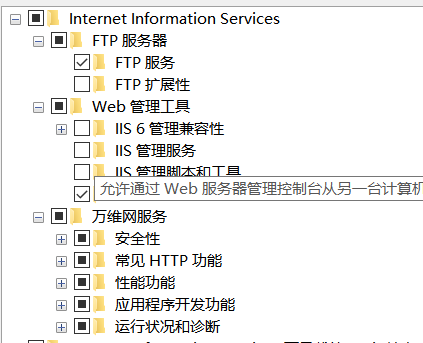 Internet Information Services
FTP 服务器
FTP 服务
FTP 扩展性
Web 管理工具
IIS 6 管理兼容性
IIS 管理服务
IIS 管理脚本和工具
允许通过 Web 服务器管理控制台从另一台计算机
万维网服务
安全性
常见 HTTP 功能
性能功能
应用程序开发功能
运行状况和诊断